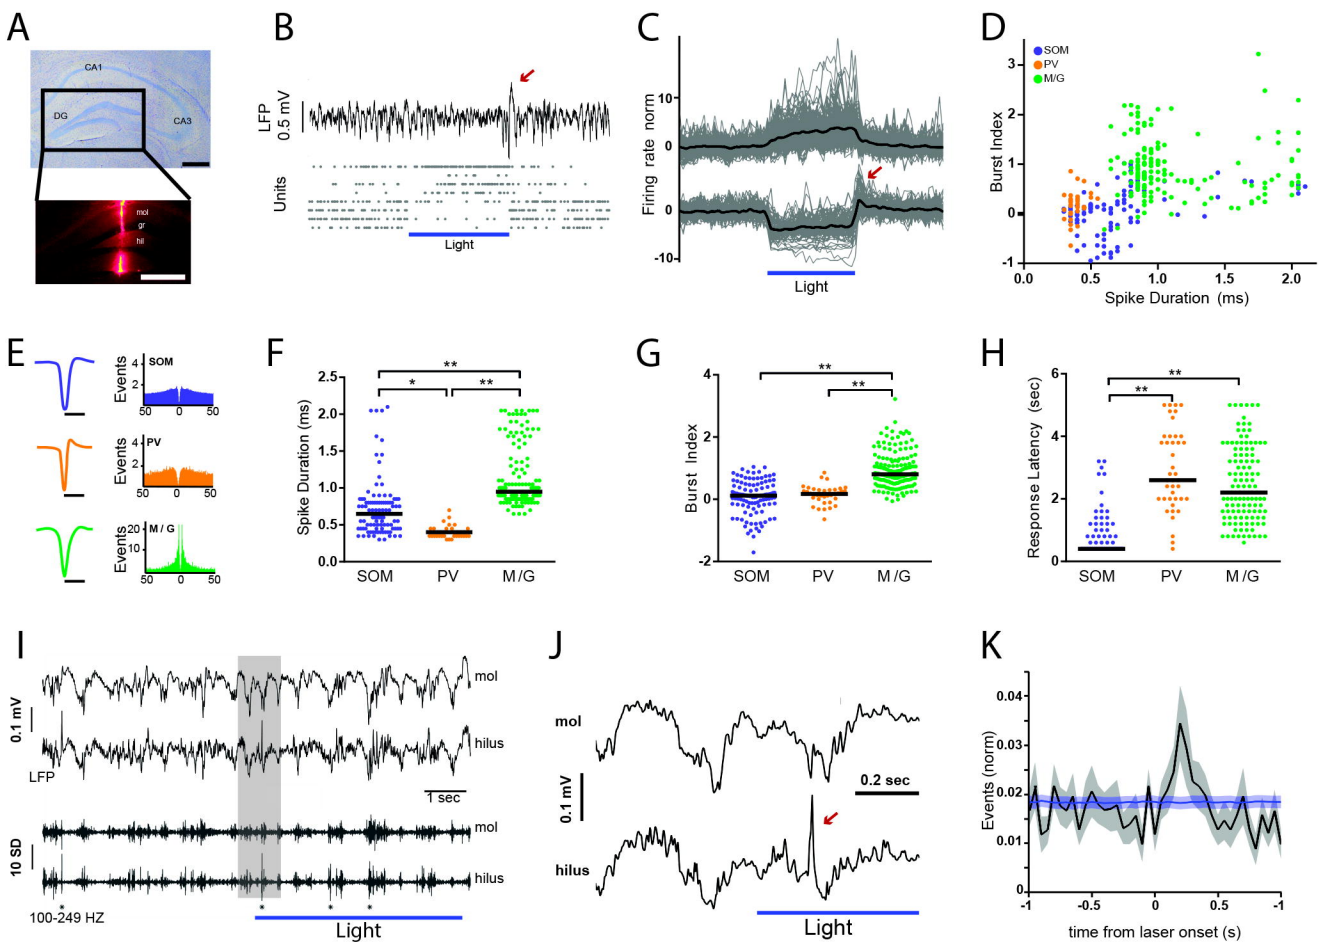 A
CA1
DG
CA3
mol
gr
hil
B
LFP
0.5 mV
Units
Light
C
Firing rate norm
10
0
0
-10
Light
D
SOM
PV
M/G
Burst Index
3
2
1
0
-1
0.0
0.5
1.0
1.5
2.0
Spike Duration (ms)
E
Events
4
2
SOM
50 0 50
Events
4
2
PV
50 0 50
Events
20
10
M / G
50 0 50
F
** 
* **
Spike Duration (ms)
2.5
2.0
1.5
1.0
0.5
0.0
SOM PV M/G
G
**
**
Burst Index
4
2
0
-2
SOM PV M/G
H
**
**
Response Latency (sec)
6
4
2
0
SOM PV M/G
I
mol
0.1 mV
hilus
LFP
1 sec
mol
10 SD
hilus
* * * *
100-249 HZ
Light
J
mol
0.2 sec
0.1 mV
hilus
Light
K
Events (norm)
0.04
0.03
0.02
0.01
0
-1 -0.5 0 0.5 -1
time from laser onset (s)